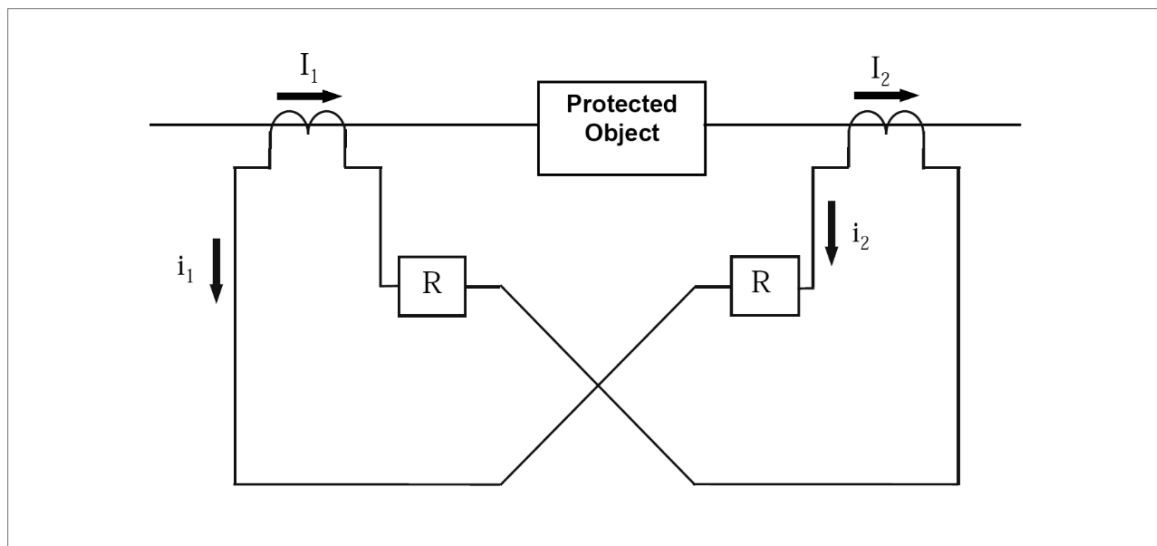 I₁
I₂
Protected
Object
i₁
i₂
R
R